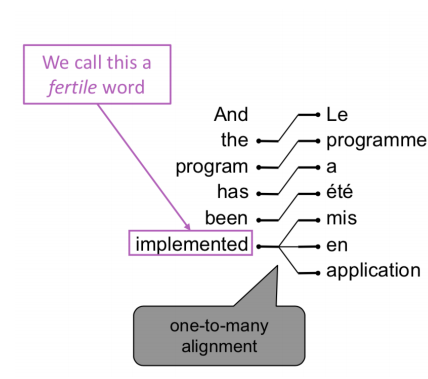 We call this a
fertile word
And
Le
the
programme
program
a
has
été
been
mis
implemented
en
application
one-to-many
alignment